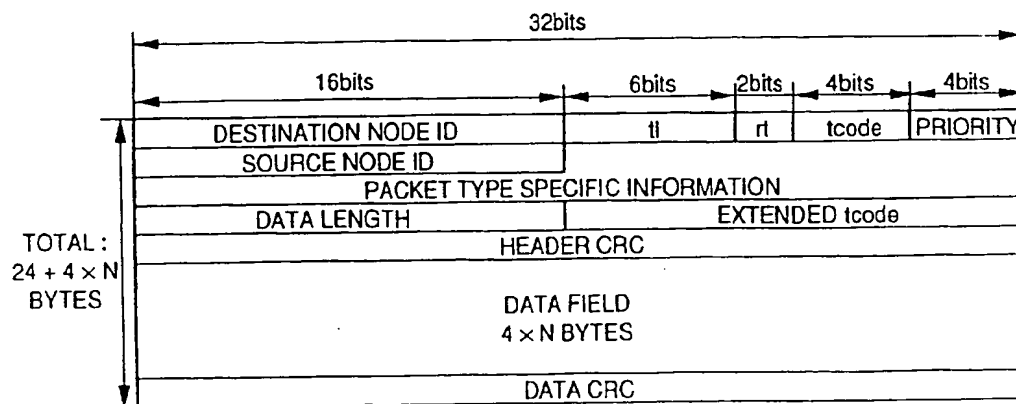 32bits
16bits 6bits 2bits 4bits 4bits
DESTINATION NODE ID tl rt tcode PRIORITY
SOURCE NODE ID
PACKET TYPE SPECIFIC INFORMATION
DATA LENGTH EXTENDED tcode
HEADER CRC
TOTAL :
24 + 4 × N
BYTES
DATA FIELD
4 × N BYTES
DATA CRC